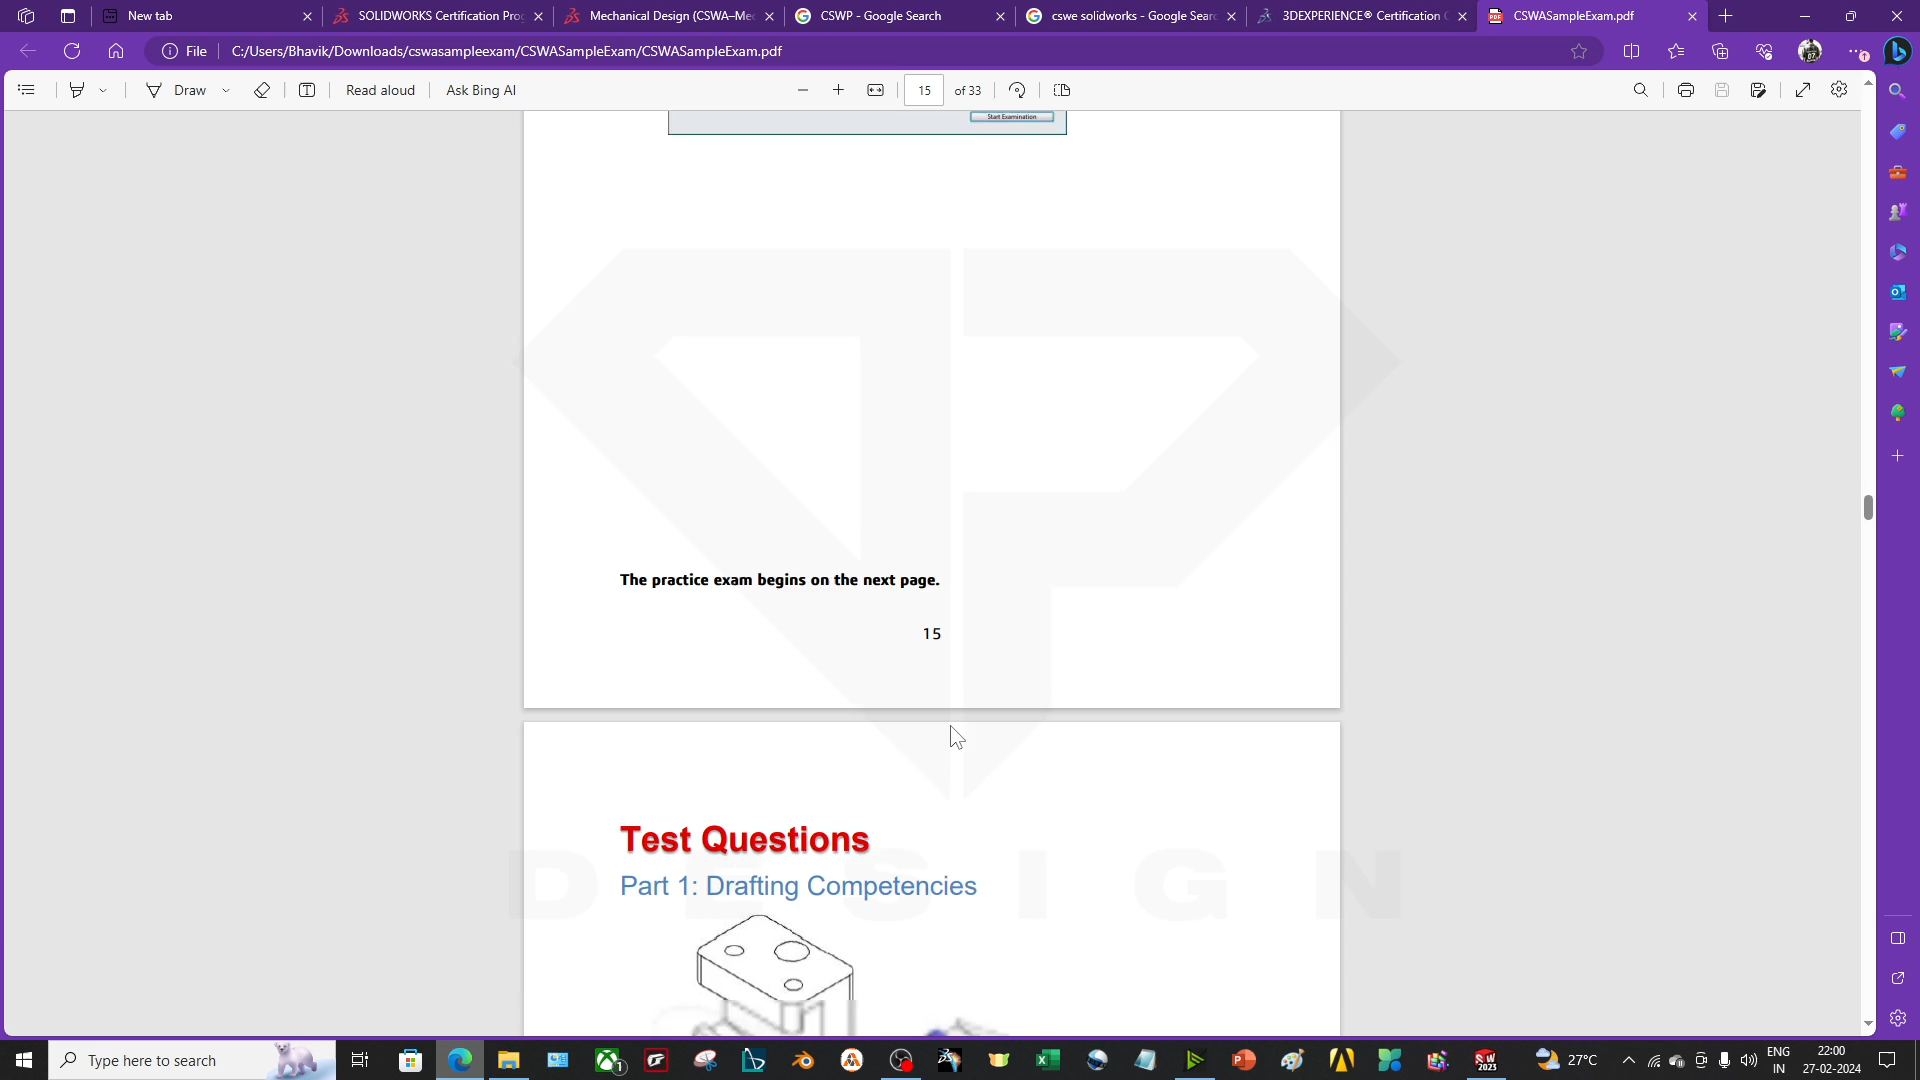 New tab
SOLIDWORKS Certification Pro
Mechanical Design (CSWA–Me
CSWP - Google Search
cswe solidworks - Google Sear
3DEXPERIENCE® Certification
CSWASampleExam.pdf
File
C:/Users/Bhavik/Downloads/cswasampleexam/CSWASampleExam/CSWASampleExam.pdf
Draw
Read aloud
Ask Bing AI
15
of 33
Start Examination
The practice exam begins on the next page.
15
Test Questions
DESIGN
Part 1: Drafting Competencies
Type here to search
27°C
ENG
IN
22:00
27-02-2024